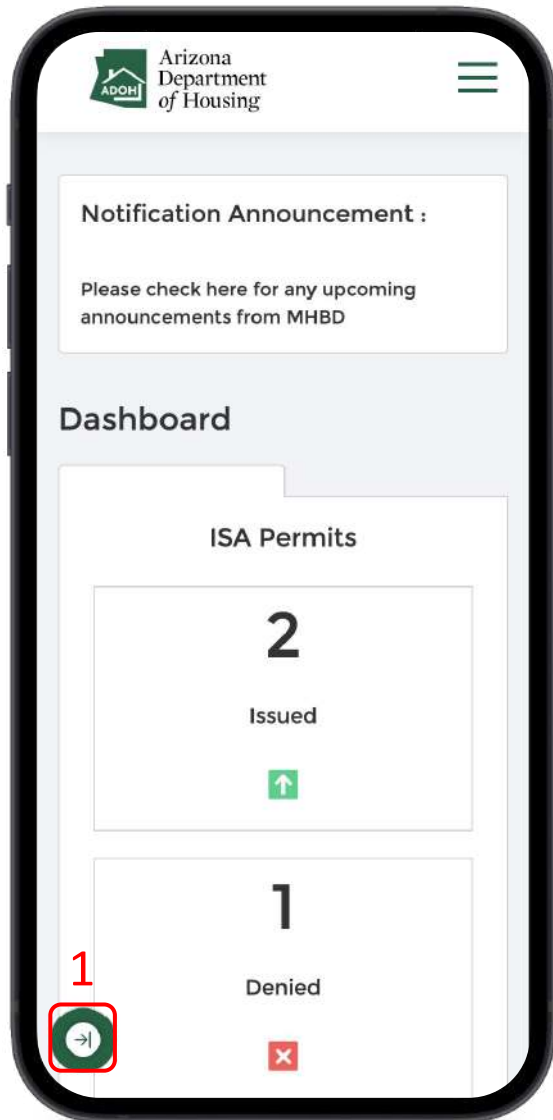 ADOH
Arizona
Department
of Housing
Notification Announcement :
Please check here for any upcoming
announcements from MHBD
Dashboard
ISA Permits
2
Issued
1
Denied
1